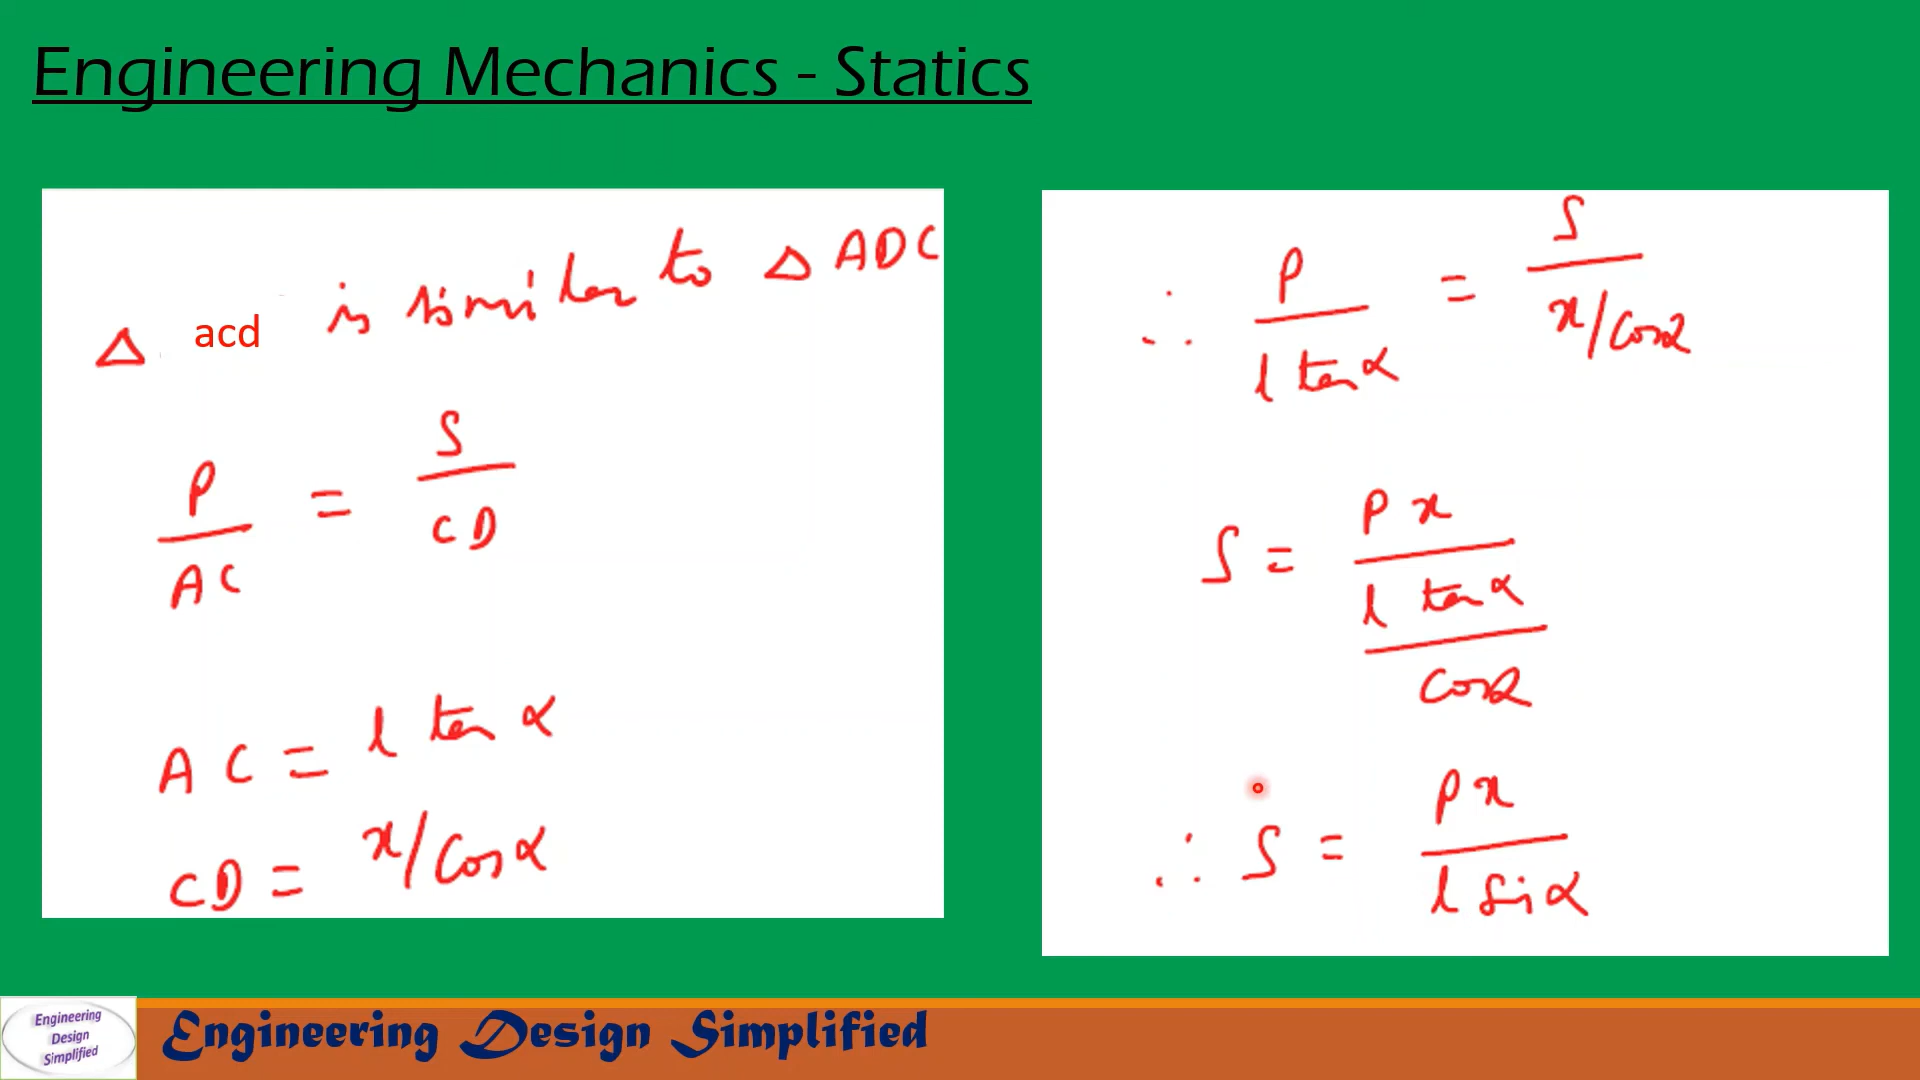 Engineering Mechanics - Statics
△ acd is similar to △ ADC
P/AC = S/CD
AC = l tan α
CD = x/Cos α
∴ P/l tan α = S/x/Cos α
S = Px/l tan α/Cos α
∴ S = Px/l Sin α
Engineering
Design
Simplified
Engineering Design Simplified